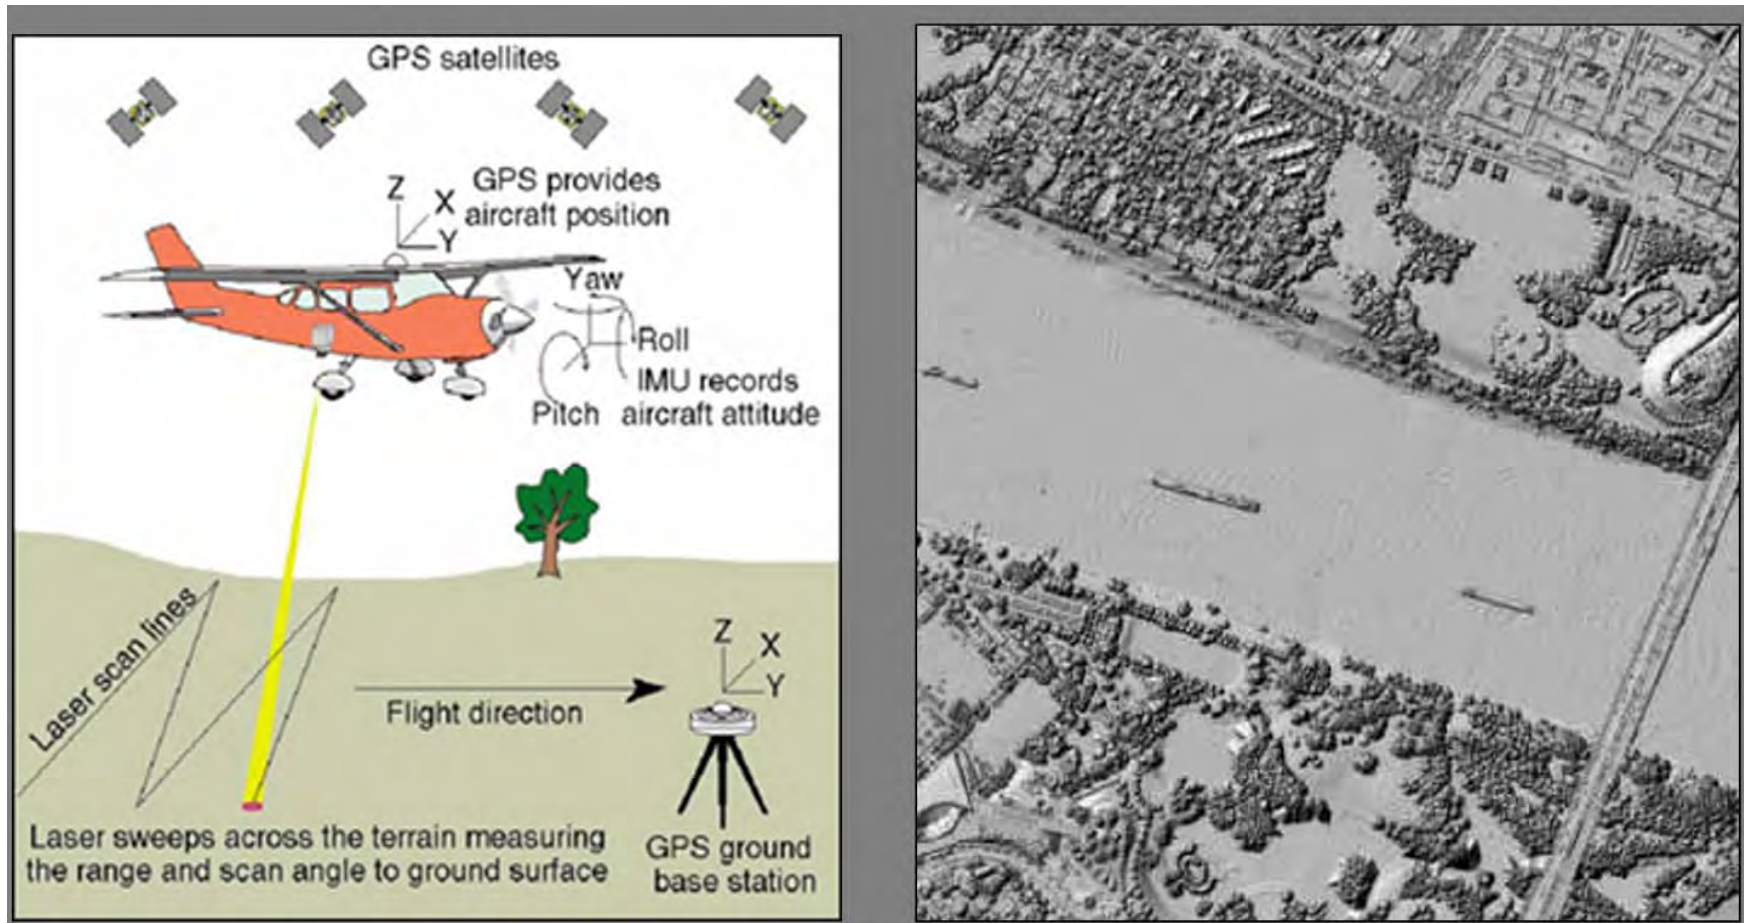 GPS satellites
Z
X
Y
GPS provides
aircraft position
Yaw
Roll
IMU records
Pitch aircraft attitude
Laser scan lines
Flight direction
Z
X
Y
Laser sweeps across the terrain measuring
the range and scan angle to ground surface
GPS ground
base station